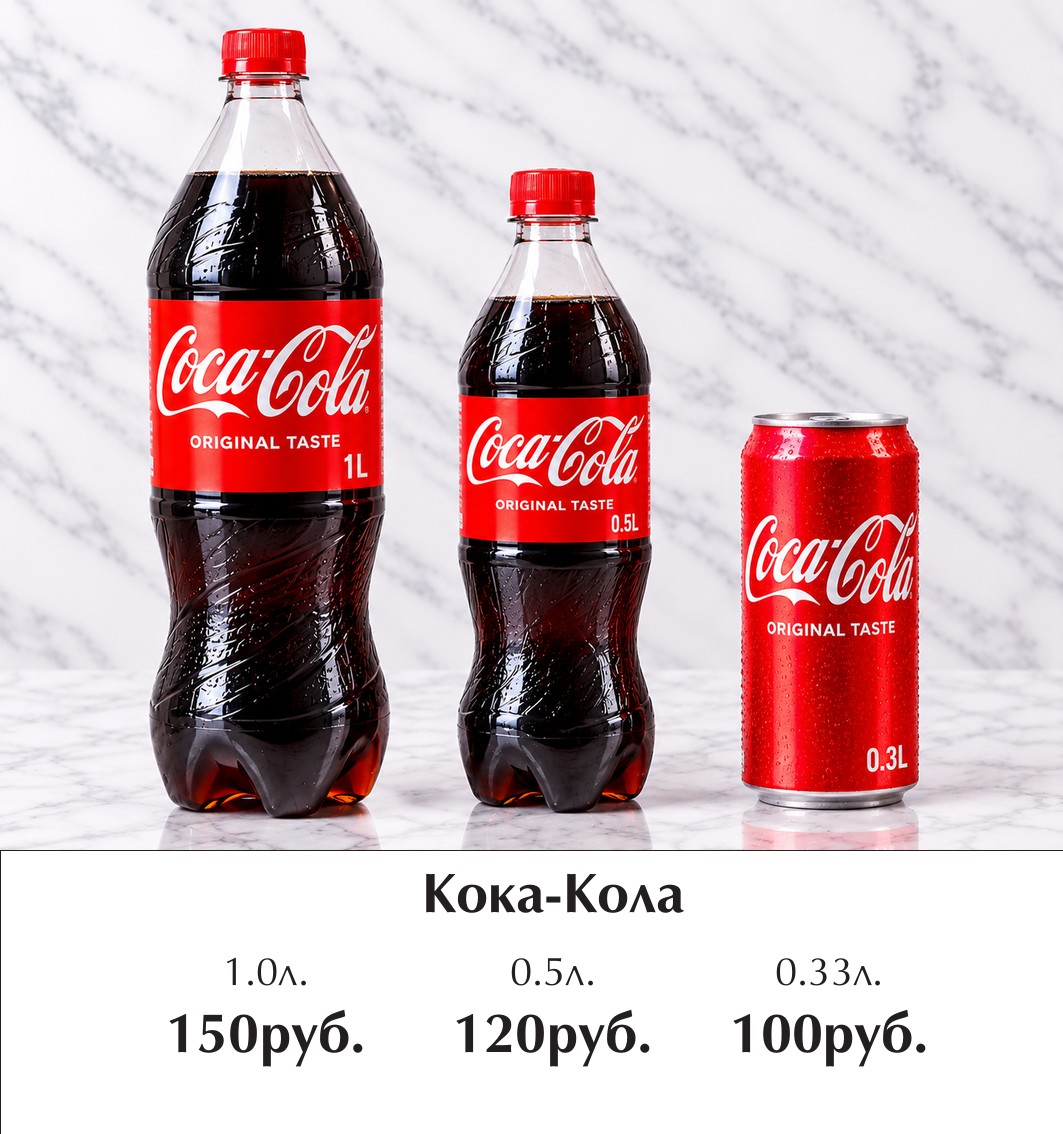 Coca-Cola
ORIGINAL TASTE
1L
Coca-Cola
ORIGINAL TASTE
0.5L
Coca-Cola
ORIGINAL TASTE
0.3L
Кока-Кола
1.0л. 0.5л. 0.33л.
150руб. 120руб. 100руб.